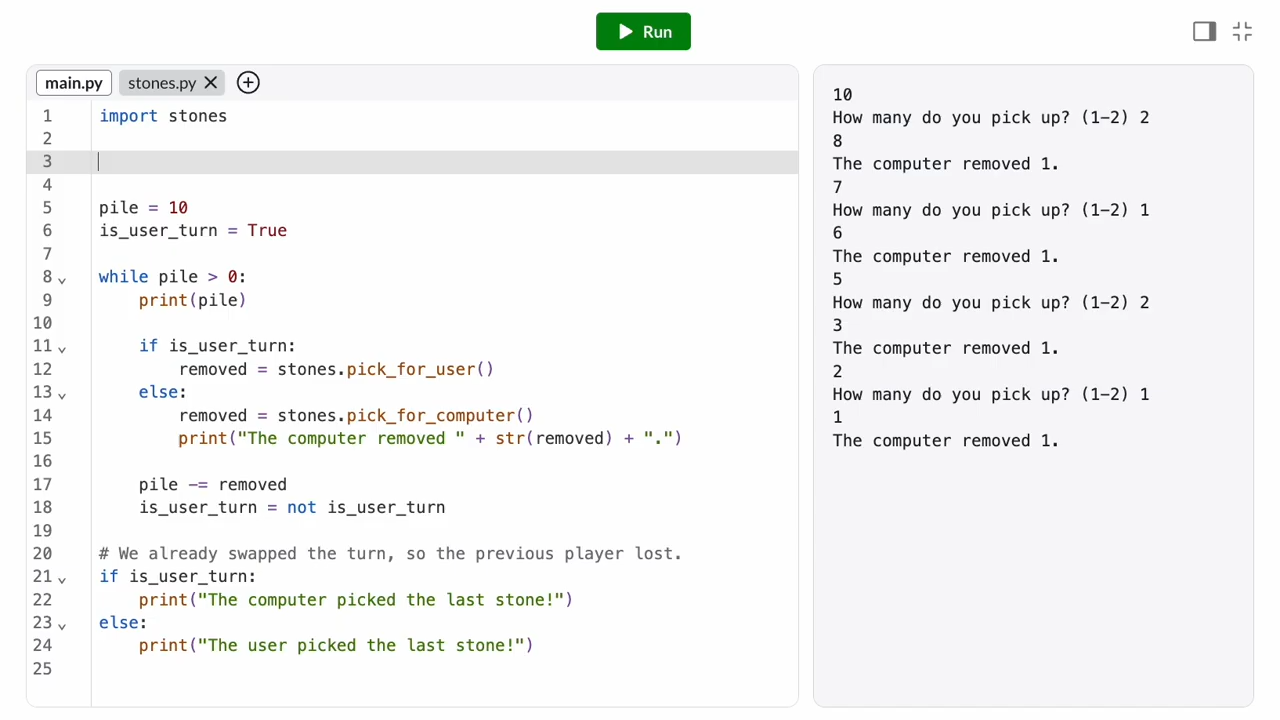 Run
main.py stones.py
1 import stones
2
3
4
5 pile = 10
6 is_user_turn = True
7
8 while pile > 0:
9     print(pile)
10
11     if is_user_turn:
12         removed = stones.pick_for_user()
13     else:
14         removed = stones.pick_for_computer()
15         print("The computer removed " + str(removed) + ".")
16
17     pile -= removed
18     is_user_turn = not is_user_turn
19
20 # We already swapped the turn, so the previous player lost.
21 if is_user_turn:
22     print("The computer picked the last stone!")
23 else:
24     print("The user picked the last stone!")
25
10
How many do you pick up? (1-2) 2
8
The computer removed 1.
7
How many do you pick up? (1-2) 1
6
The computer removed 1.
5
How many do you pick up? (1-2) 2
3
The computer removed 1.
2
How many do you pick up? (1-2) 1
1
The computer removed 1.